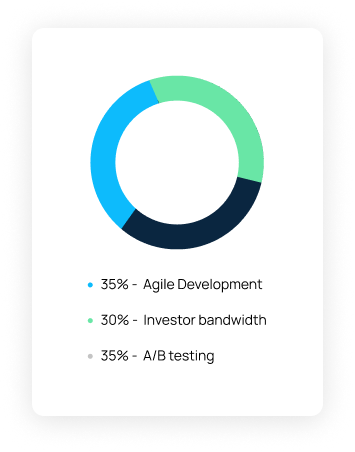 35% - Agile Development
30% - Investor bandwidth
35% - A/B testing